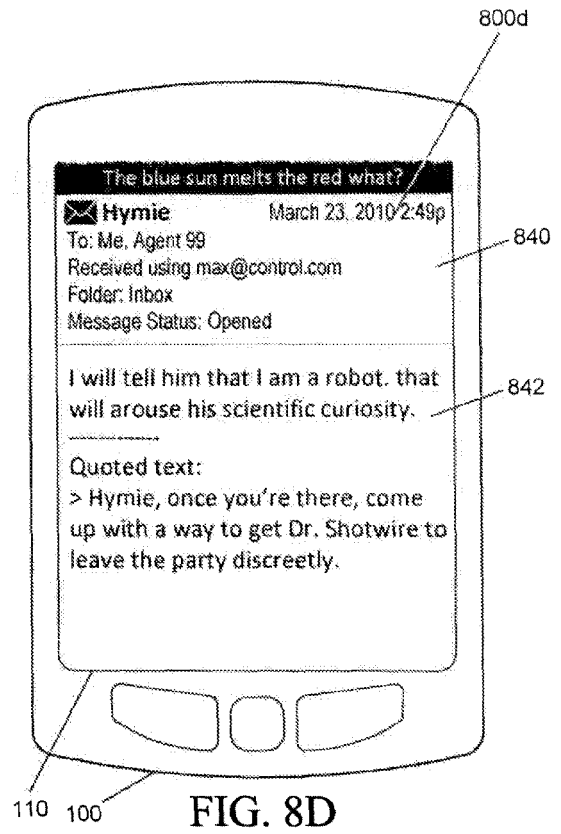 800d
The blue sun melts the red what?
Hymie March 23, 2010 2:49p
To: Me, Agent 99
840
Received using max@control.com
Folder: Inbox
Message Status: Opened
I will tell him that I am a robot. that
842
will arouse his scientific curiosity.
Quoted text:
> Hymie, once you're there, come
up with a way to get Dr. Shotwire to
leave the party discreetly.
110 100
FIG. 8D